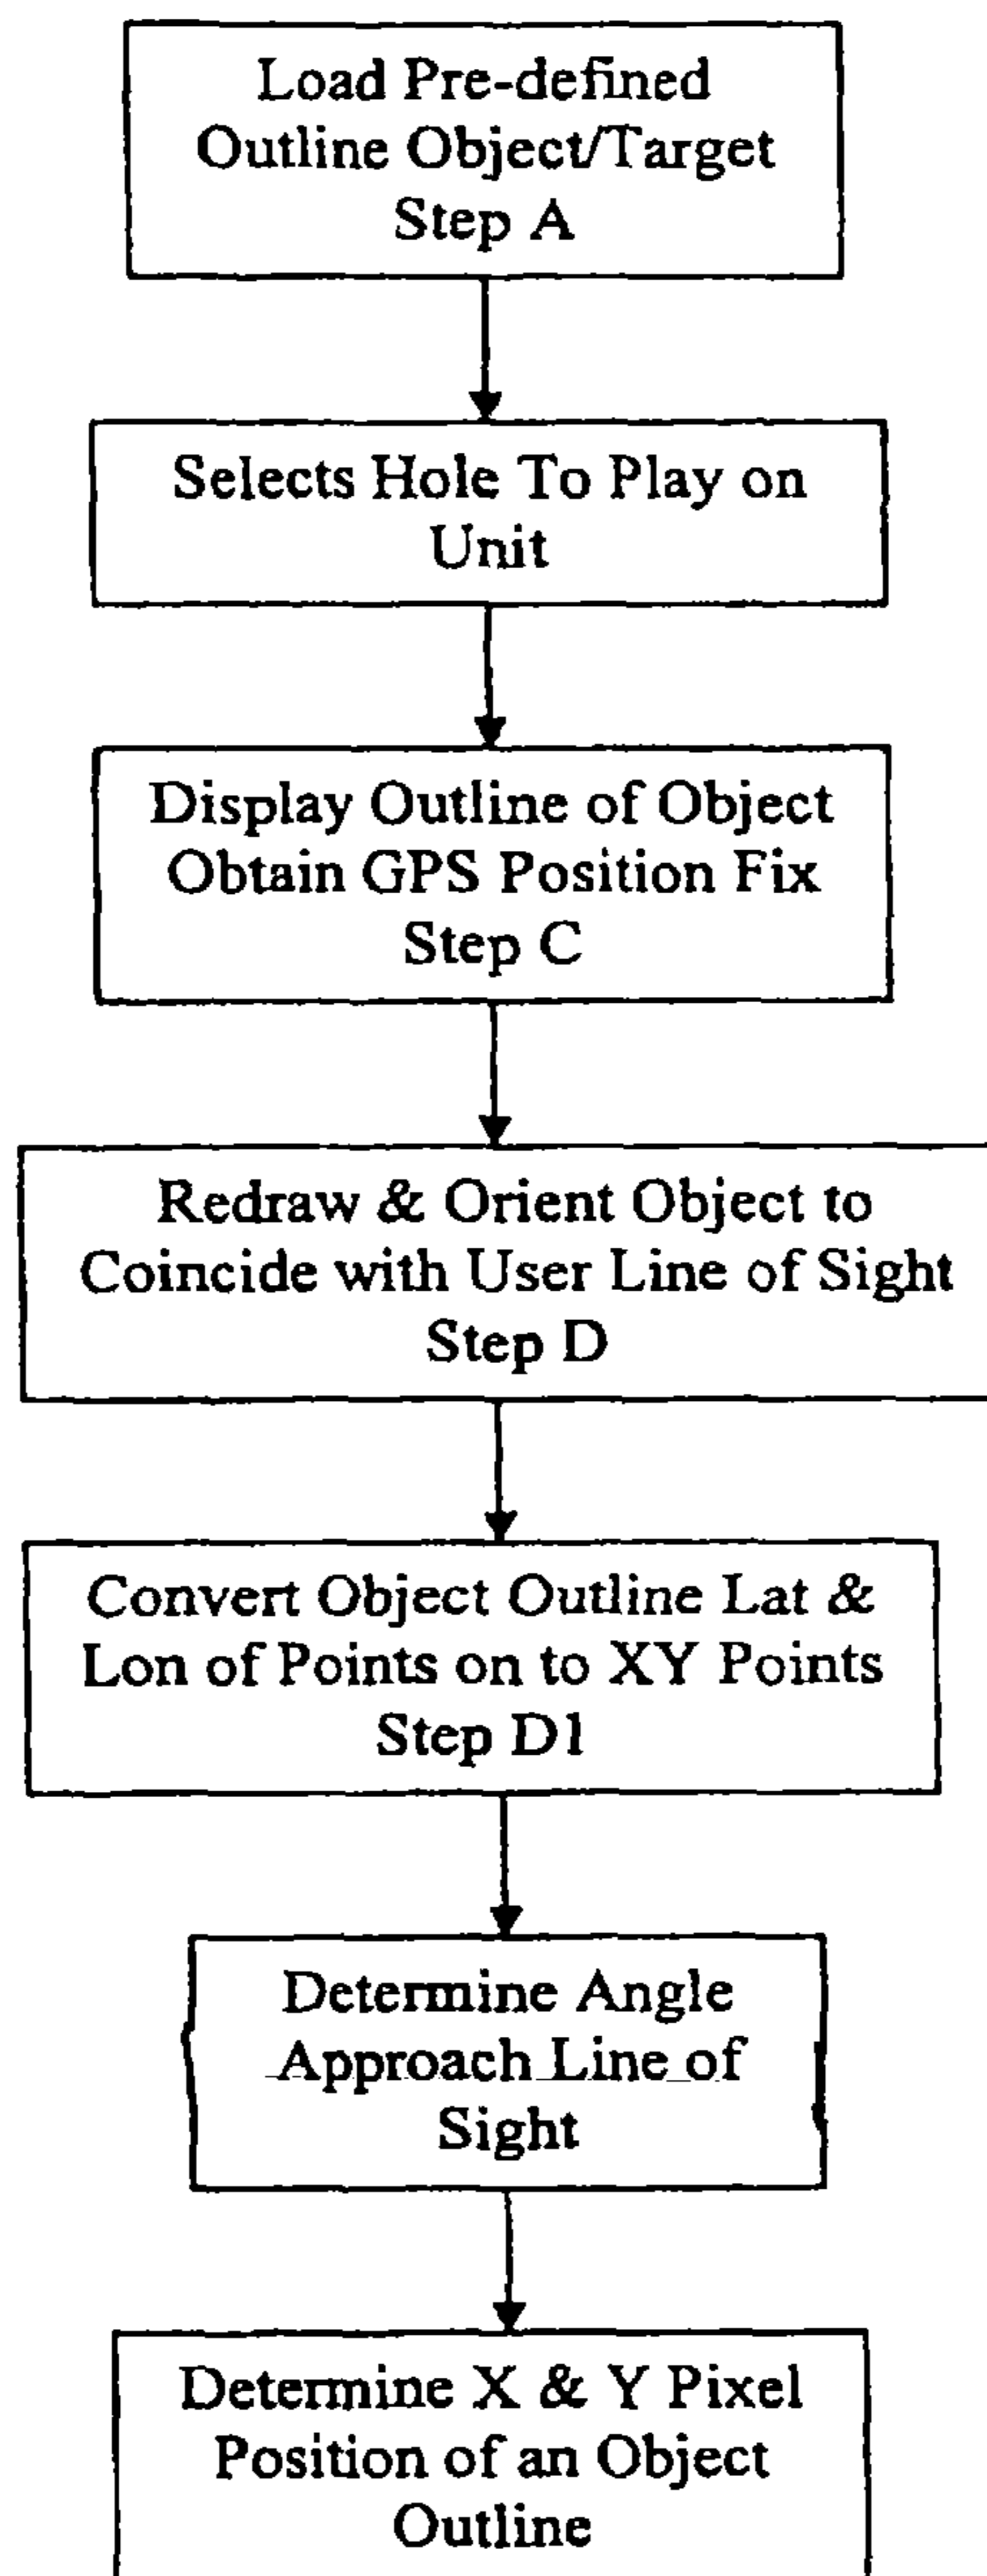 Load Pre-defined
Outline Object/Target
Step A
Selects Hole To Play on
Unit
Display Outline of Object
Obtain GPS Position Fix
Step C
Redraw & Orient Object to
Coincide with User Line of Sight
Step D
Convert Object Outline Lat &
Lon of Points on to XY Points
Step D1
Determine Angle
Approach Line of
Sight
Determine X & Y Pixel
Position of an Object
Outline